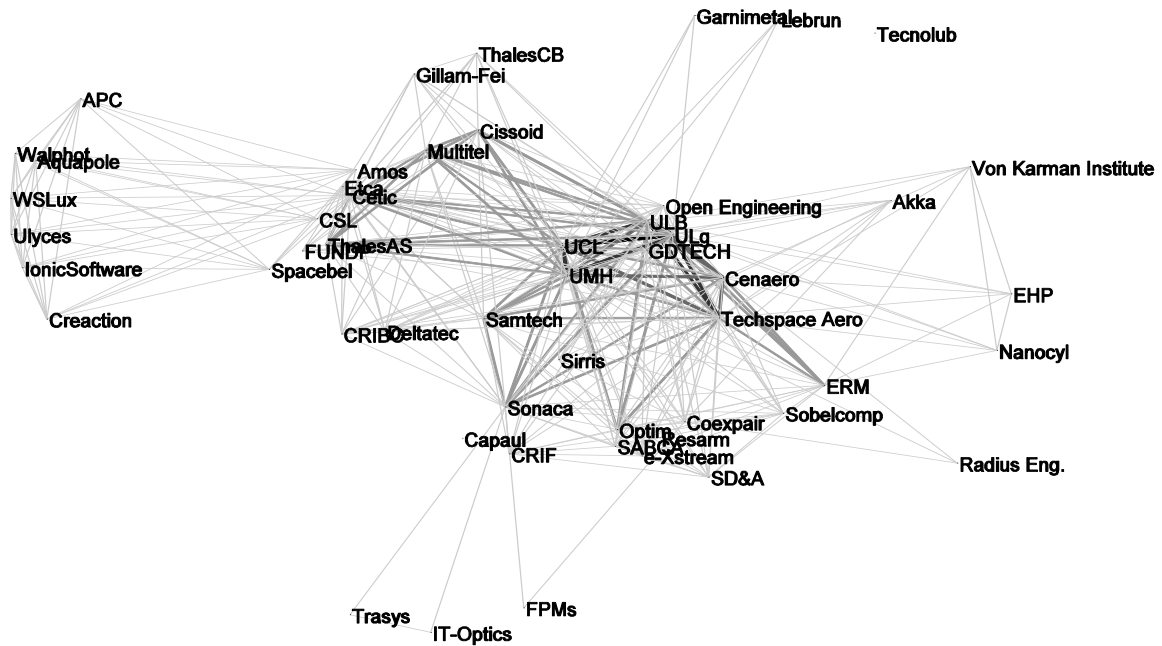 Garnimetal
Lebrun
Tecnolub
ThalesCB
Gillam-Fei
APC
Cissoid
Multitel
Walphot
Aquapole
Von Karman Institute
Amos
Etca
Cetic
WSLux
Akka
Open Engineering
CSL
ULB
Ulyces
ULg
ThalesAS
UCL
FUNDP
GDTECH
IonicSoftware
Spacebel
UMH
Cenaero
EHP
Creaction
Samtech
Techspace Aero
CRIBC
Deltatec
Nanocyl
Sirris
ERM
Sonaca
Sobelcomp
Coexpair
Optim
Capaul
Resarm
SABCA
CRIF
e-Xstream
Radius Eng.
SD&A
FPMs
Trasys
IT-Optics